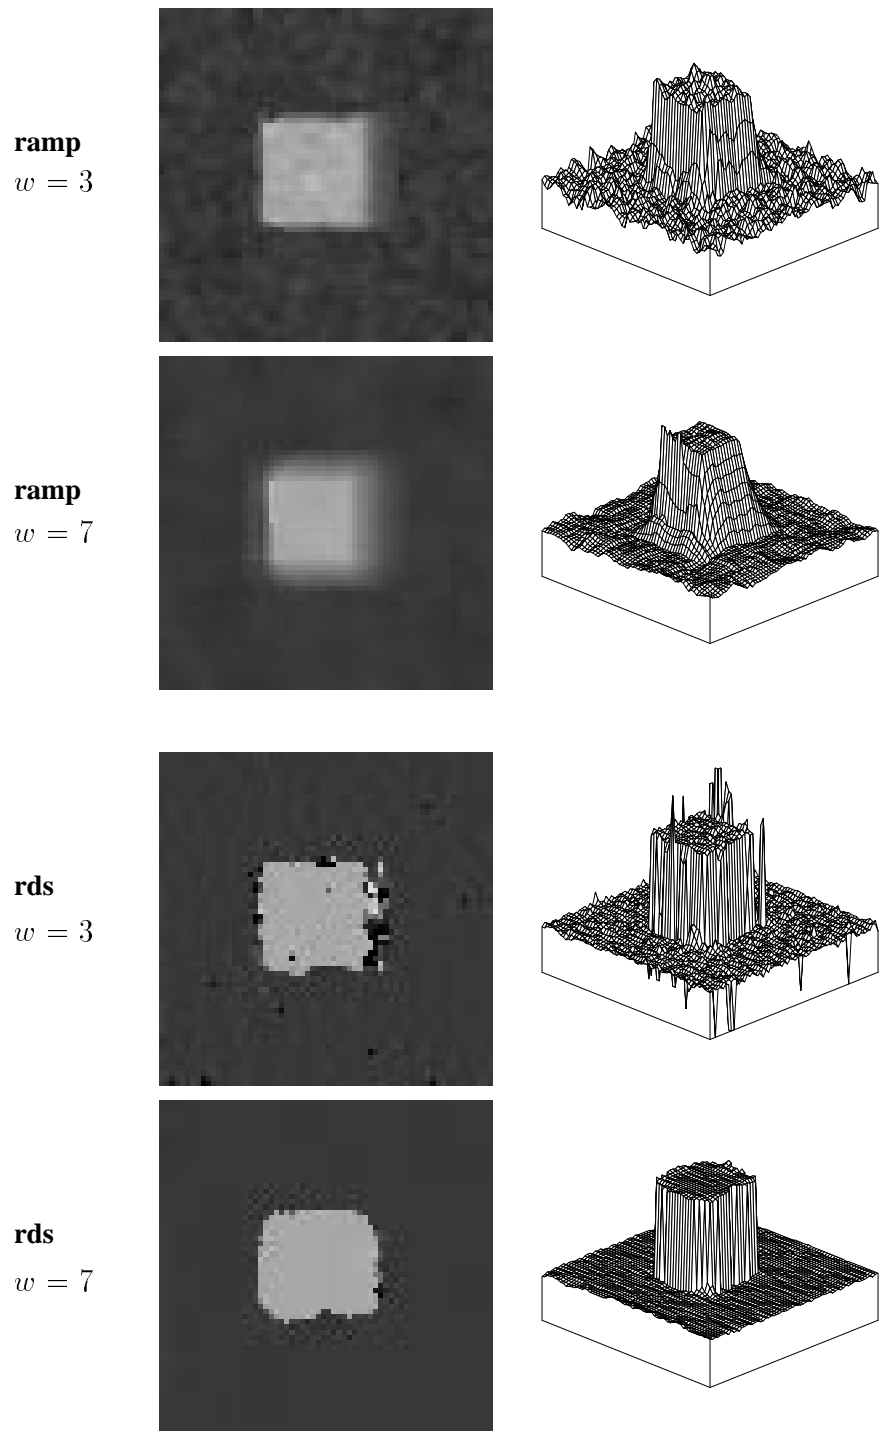 ramp
w = 3
ramp
w = 7
rds
w = 3
rds
w = 7